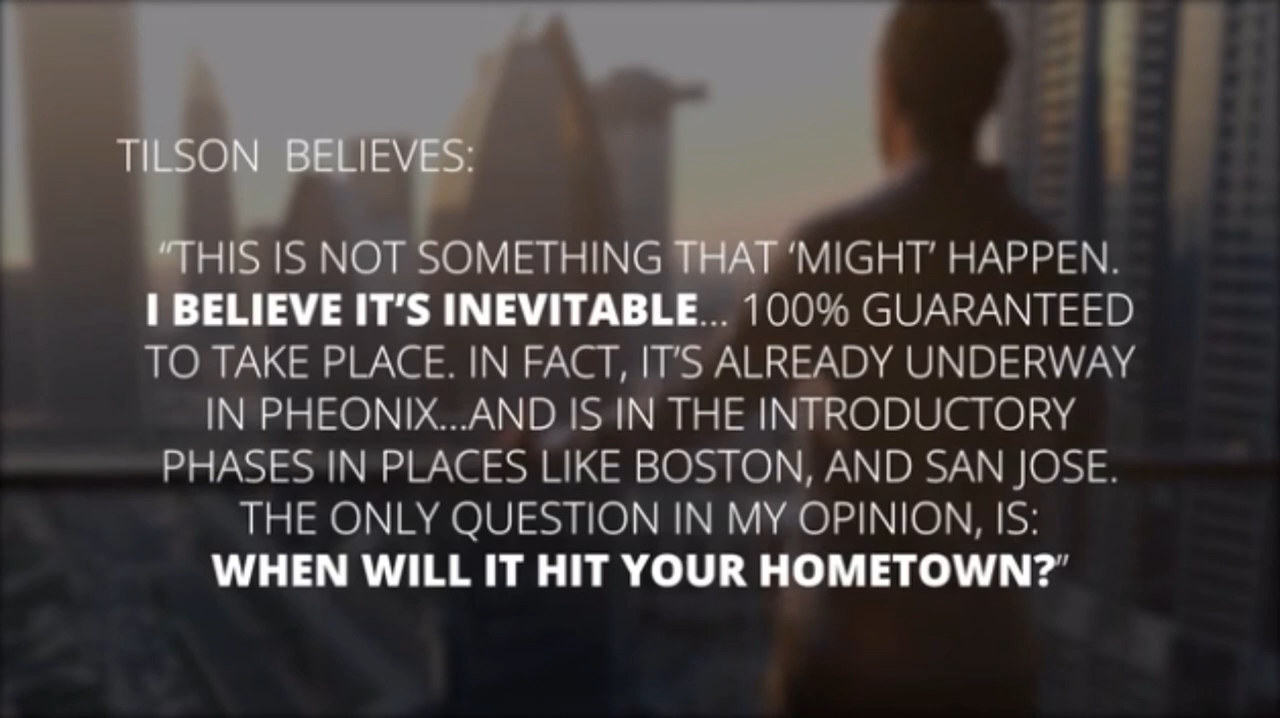 TILSON BELIEVES:
“THIS IS NOT SOMETHING THAT ‘MIGHT’ HAPPEN.
I BELIEVE IT’S INEVITABLE... 100% GUARANTEED
TO TAKE PLACE. IN FACT, IT’S ALREADY UNDERWAY
IN PHEONIX...AND IS IN THE INTRODUCTORY
PHASES IN PLACES LIKE BOSTON, AND SAN JOSE.
THE ONLY QUESTION IN MY OPINION, IS:
WHEN WILL IT HIT YOUR HOMETOWN?”